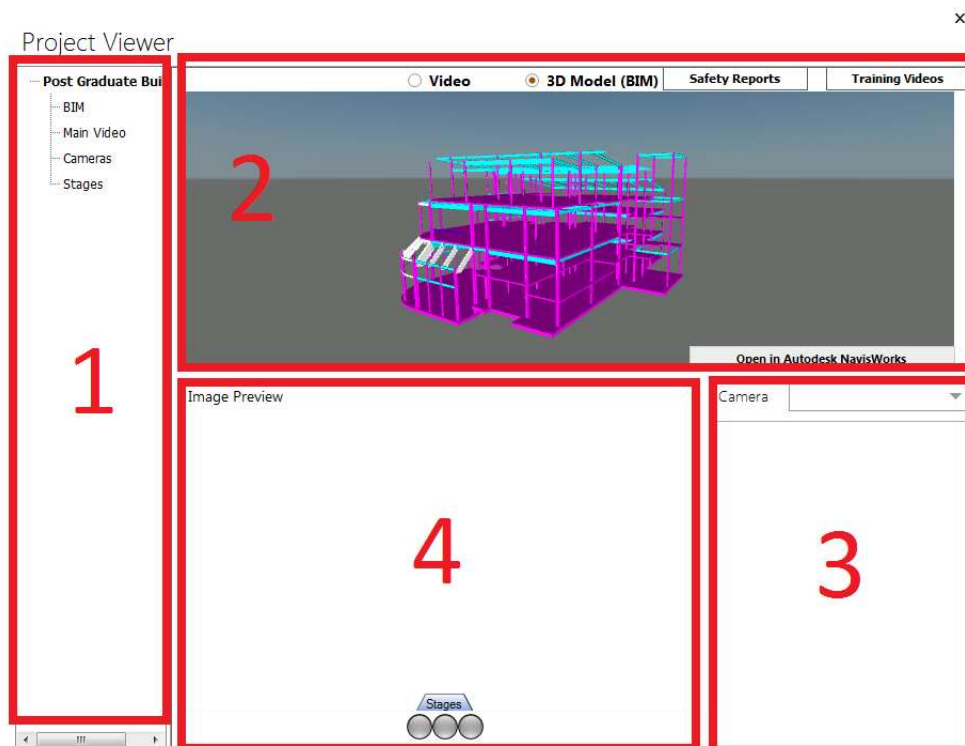 x
Project Viewer
Post Graduate Bui
BIM
Main Video
Cameras
Stages
1
Video 3D Model (BIM) Safety Reports Training Videos
2
Open in Autodesk NavisWorks
Image Preview
4
Stages
Camera
3